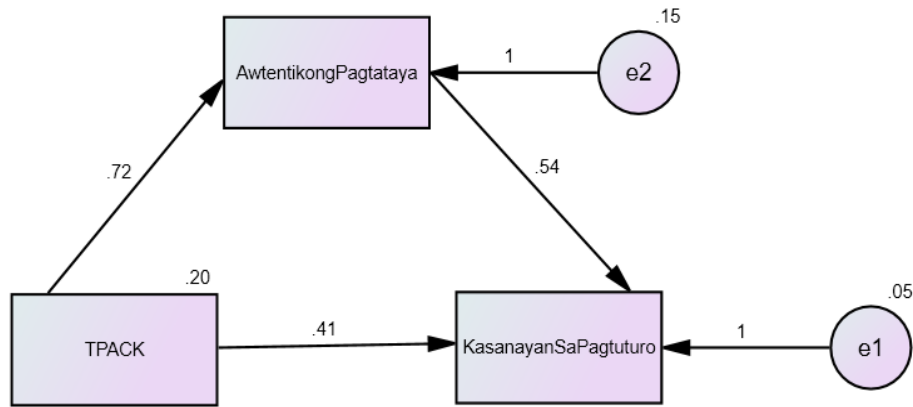 .15
AwtentikongPagtataya
1
e2
.72
.54
.20
TPACK
.41
KasanayanSaPagtuturo
1
.05
e1